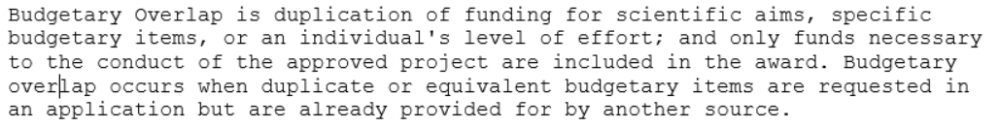 Budgetary Overlap is duplication of funding for scientific aims, specific
budgetary items, or an individual's level of effort; and only funds necessary
to the conduct of the approved project are included in the award. Budgetary
overlap occurs when duplicate or equivalent budgetary items are requested in
an application but are already provided for by another source.